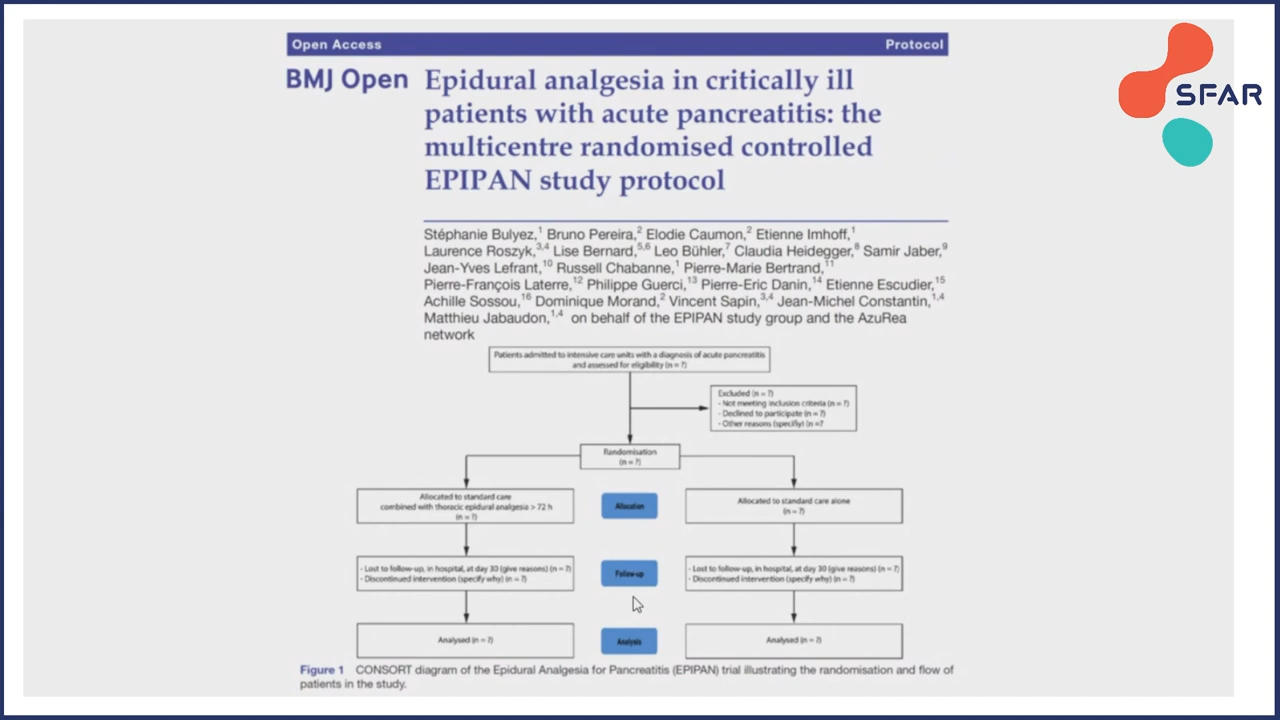 Open Access
Protocol
SFAR
BMJ Open
Epidural analgesia in critically ill
patients with acute pancreatitis: the
multicentre randomised controlled
EPIPAN study protocol
Stéphanie Bulyez,1 Bruno Pereira,2 Elodie Caumon,2 Etienne Imhoff,1
Laurence Roszyk,3,4 Lise Bernard,5,6 Leo Bühler,7 Claudia Heidegger,8 Samir Jaber,9
Jean-Yves Lefrant,10 Russell Chabanne,1 Pierre-Marie Bertrand,11
Pierre-François Laterre,12 Philippe Guerci,13 Pierre-Eric Danin,14 Etienne Escudier,15
Achille Sossou,16 Dominique Morand,2 Vincent Sapin,3,4 Jean-Michel Constantin,1,4
Matthieu Jabaudon,1,4 on behalf of the EPIPAN study group and the AzuRea
network
Patients admitted to intensive care units with a diagnosis of acute pancreatitis
and assessed for eligibility (n = ?)
Excluded (n = ?)
- Not meeting inclusion criteria (n = ?)
- Declined to participate (n = ?)
- Other reasons (specifiy) (n =?
Randomisation
(n = ?)
Allocated to standard care
combined with thoracic epidural analgesia > 72 h
(n = ?)
Allocation
Allocated to standard care alone
(n = ?)
- Lost to follow-up, in hospital, at day 30 (give reasons) (n = ?)
- Discontinued intervention (specify why) (n = ?)
Follow-up
- Lost to follow-up, in hospital, at day 30 (give reasons) (n = ?)
- Discontinued intervention (specify why) (n = ?)
Analysed (n = ?)
Analysis
Analysed (n = ?)
Figure 1 CONSORT diagram of the Epidural Analgesia for Pancreatitis (EPIPAN) trial illustrating the randomisation and flow of
patients in the study.